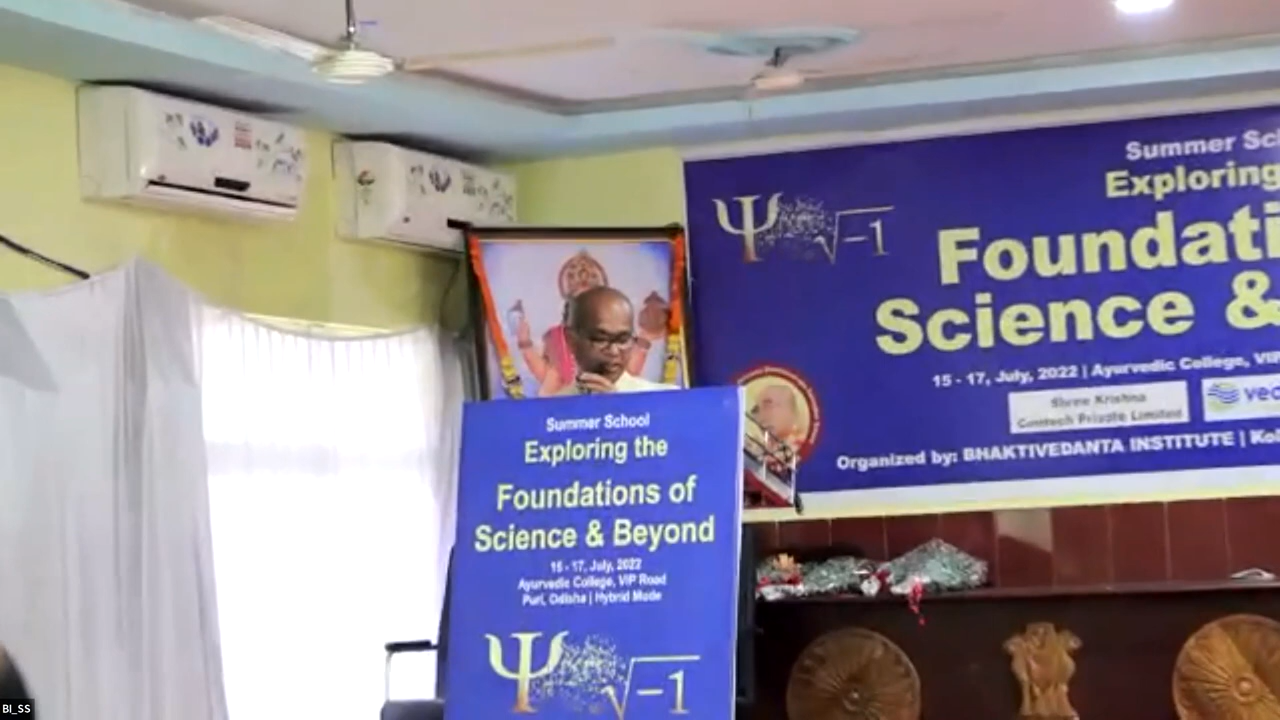 Summer Sc
Exploring
Foundati
Science &
15 - 17, July, 2022 | Ayurvedic College, VIP
Shree Krishna
Private Limited
Organized by: BHAKTIVEDANTA INSTITUTE | Kol
Ψ √-1
Summer School
Exploring the
Foundations of
Science & Beyond
15 - 17, July, 2022
Ayurvedic College, VIP Road
Puri, Odisha | Hybrid Mode
Ψ √-1
BI_SS